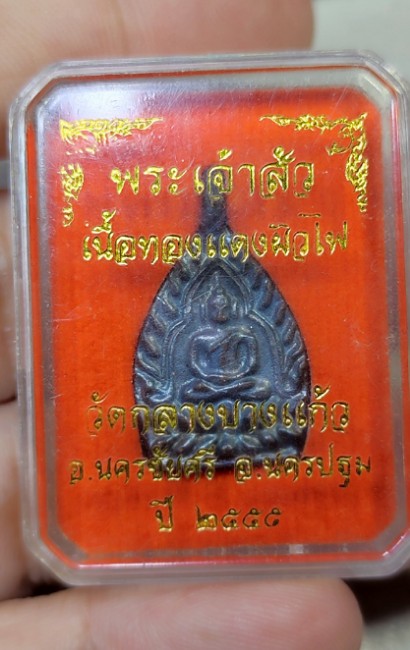 พระเจ้าสัว
เนื้อทองแดงผิวไฟ
วัดกลางบางแก้ว
อ.นครชัยศรี จ.นครปฐม
ปี ๒๕๕๕